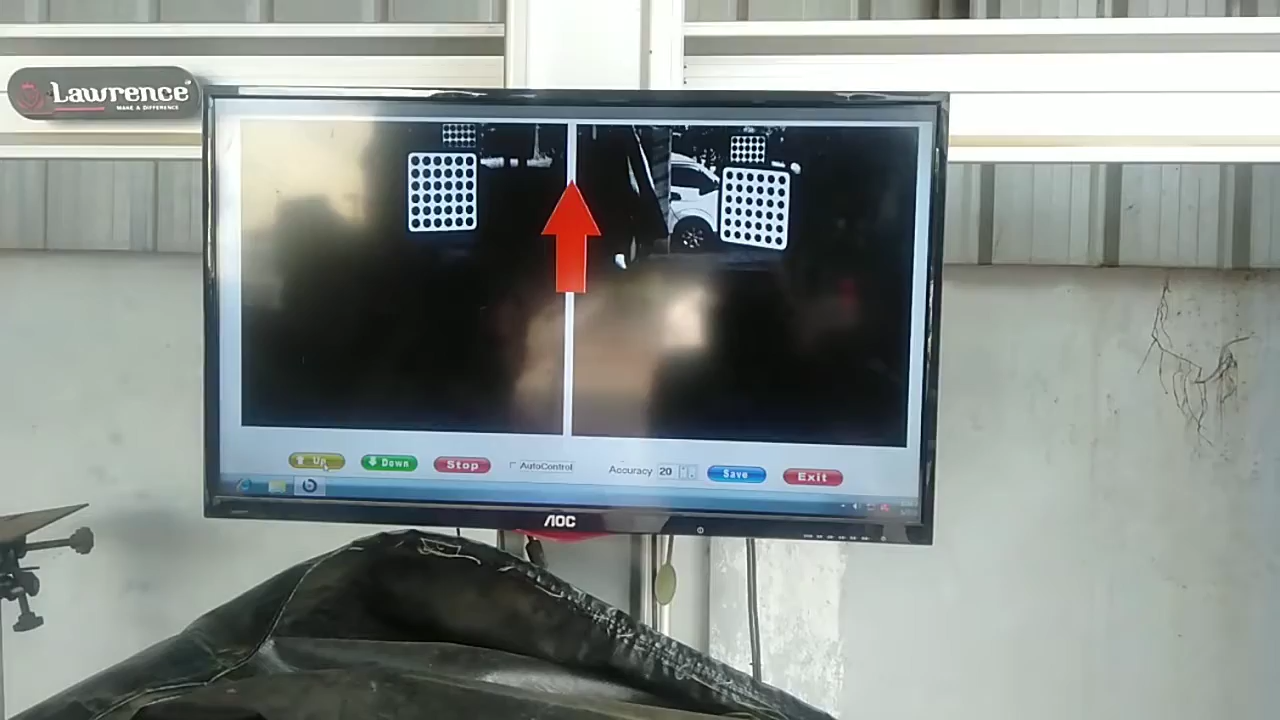 Lawrence
MAKE A DIFFERENCE
Up
Down
Stop
AutoControl
Accuracy 20
Save
Exit
AOC